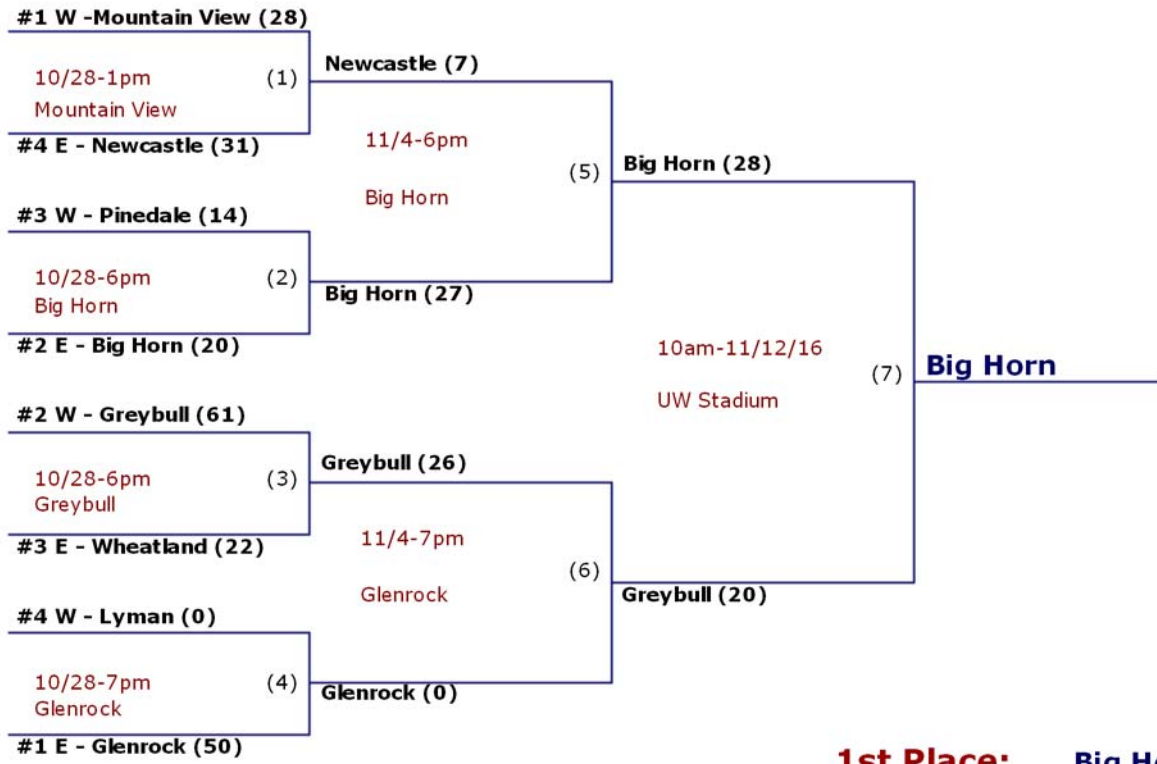 #1 W -Mountain View (28)
10/28-1pm
(1)
Mountain View
#4 E - Newcastle (31)
#3 W - Pinedale (14)
10/28-6pm
(2)
Big Horn
#2 E - Big Horn (20)
#2 W - Greybull (61)
10/28-6pm
(3)
Greybull
#3 E - Wheatland (22)
#4 W - Lyman (0)
10/28-7pm
(4)
Glenrock
#1 E - Glenrock (50)
Newcastle (7)
11/4-6pm
(5)
Big Horn
Big Horn (27)
Greybull (26)
11/4-7pm
(6)
Glenrock
Glenrock (0)
Big Horn (28)
10am-11/12/16
(7)
UW Stadium
Greybull (20)
Big Horn
1st Place: Big